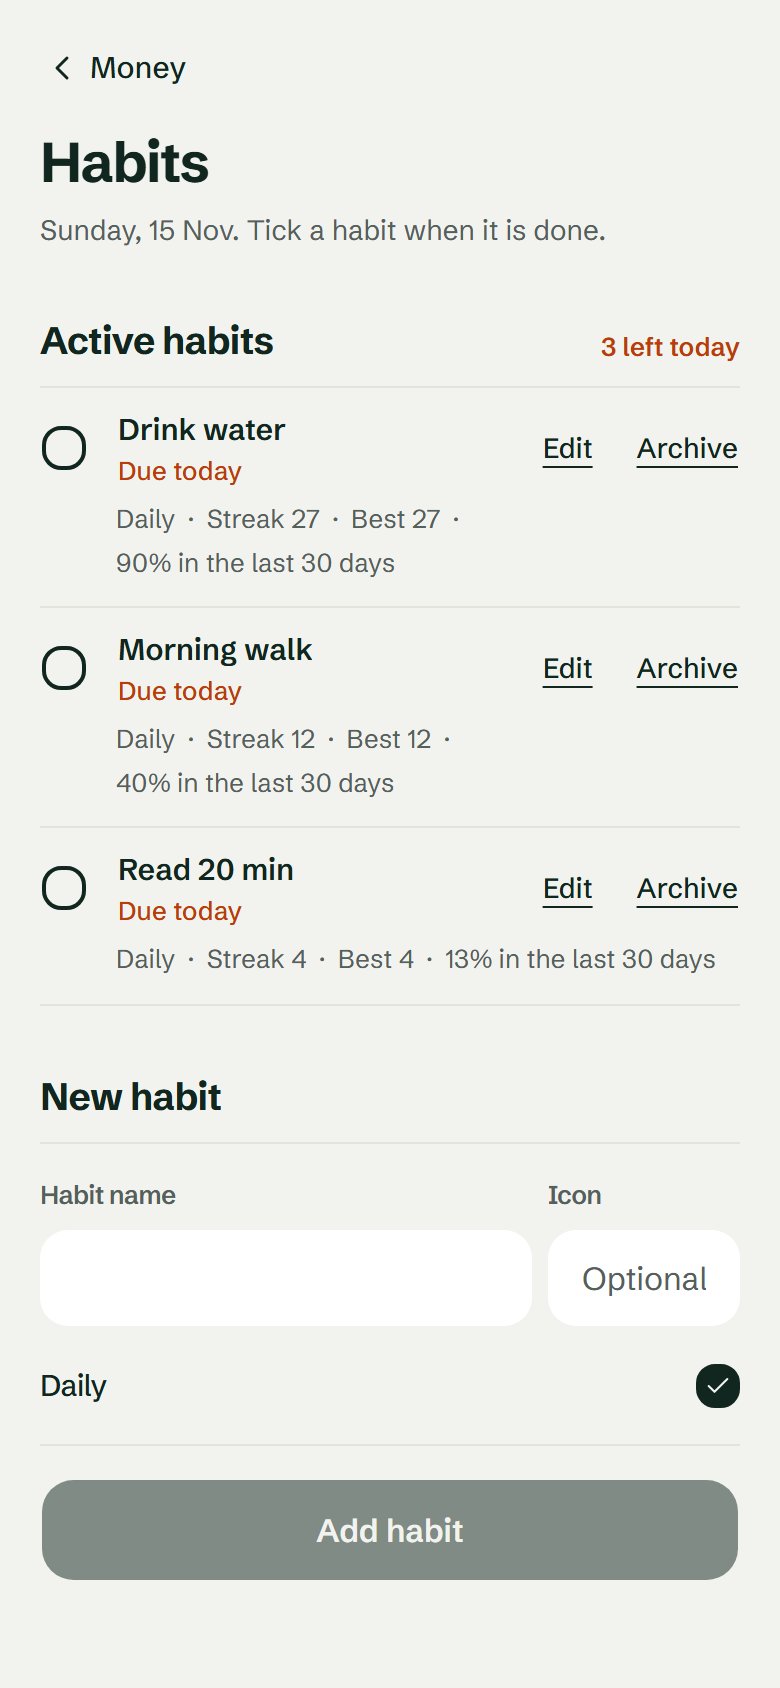 Money
Habits
Sunday, 15 Nov. Tick a habit when it is done.
Active habits
3 left today
Drink water
Edit
Archive
Due today
Daily · Streak 27 · Best 27 ·
90% in the last 30 days
Morning walk
Edit
Archive
Due today
Daily · Streak 12 · Best 12 ·
40% in the last 30 days
Read 20 min
Edit
Archive
Due today
Daily · Streak 4 · Best 4 · 13% in the last 30 days
New habit
Habit name
Icon
Optional
Daily
Add habit